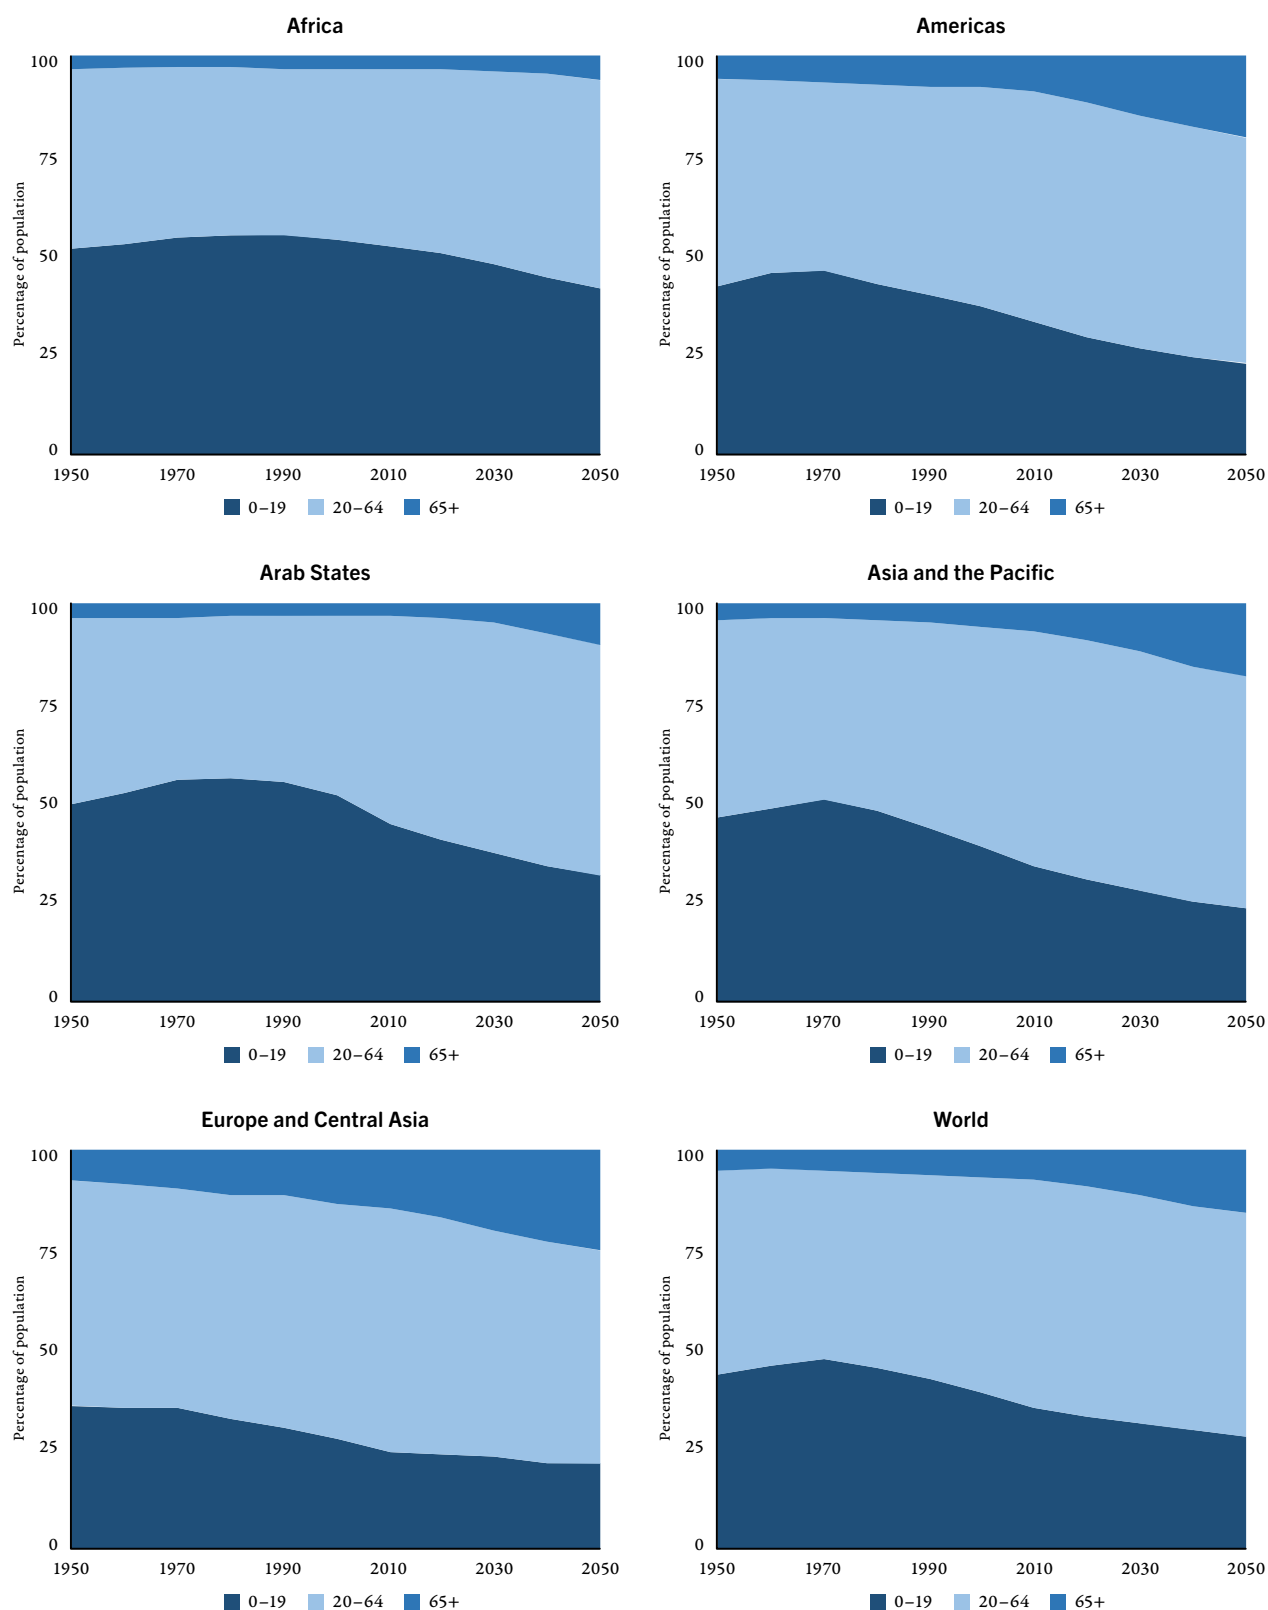 Africa
100
75
50
25
0
Percentage of population
1950 1970 1990 2010 2030 2050
0–19 20–64 65+
Americas
100
75
50
25
0
Percentage of population
1950 1970 1990 2010 2030 2050
0–19 20–64 65+
Arab States
100
75
50
25
0
Percentage of population
1950 1970 1990 2010 2030 2050
0–19 20–64 65+
Asia and the Pacific
100
75
50
25
0
Percentage of population
1950 1970 1990 2010 2030 2050
0–19 20–64 65+
Europe and Central Asia
100
75
50
25
0
Percentage of population
1950 1970 1990 2010 2030 2050
0–19 20–64 65+
World
100
75
50
25
0
Percentage of population
1950 1970 1990 2010 2030 2050
0–19 20–64 65+